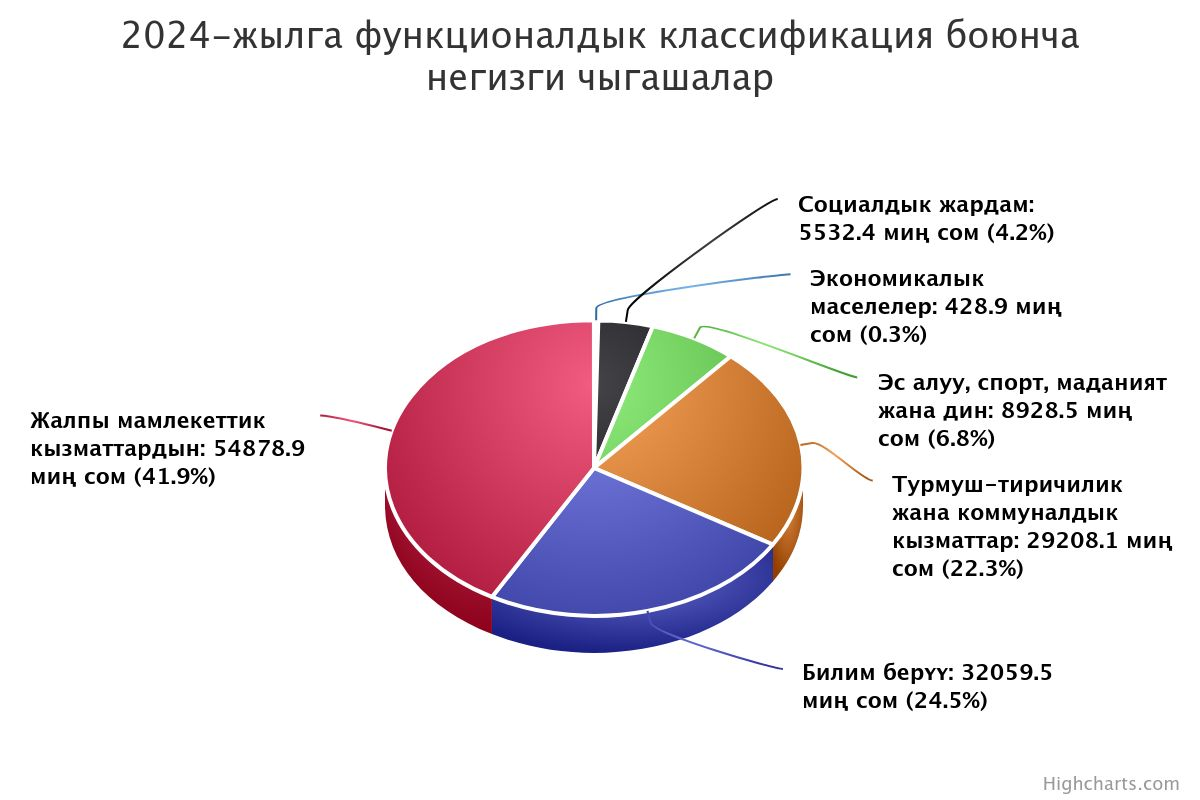 2024-жылга функционалдык классификация боюнча
негизги чыгашалар
Социалдык жардам:
5532.4 миң сом (4.2%)
Экономикалык
маселелер: 428.9 миң
сом (0.3%)
Эс алуу, спорт, маданият
жана дин: 8928.5 миң
сом (6.8%)
Жалпы мамлекеттик
кызматтардын: 54878.9
миң сом (41.9%)
Турмуш-тиричилик
жана коммуналдык
кызматтар: 29208.1 миң
сом (22.3%)
Билим берүү: 32059.5
миң сом (24.5%)
Highcharts.com